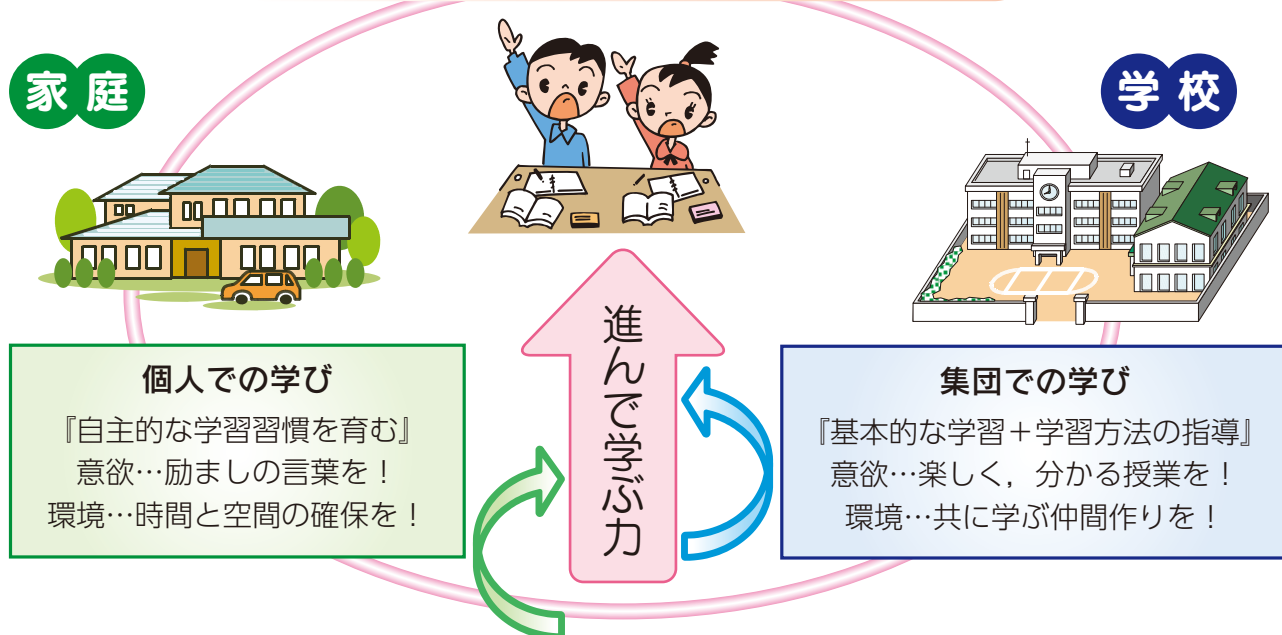 家庭
学校
進んで学ぶ力
個人での学び
『自主的な学習習慣を育む』
意欲…励ましの言葉を！
環境…時間と空間の確保を！
集団での学び
『基本的な学習＋学習方法の指導』
意欲…楽しく，分かる授業を！
環境…共に学ぶ仲間作りを！